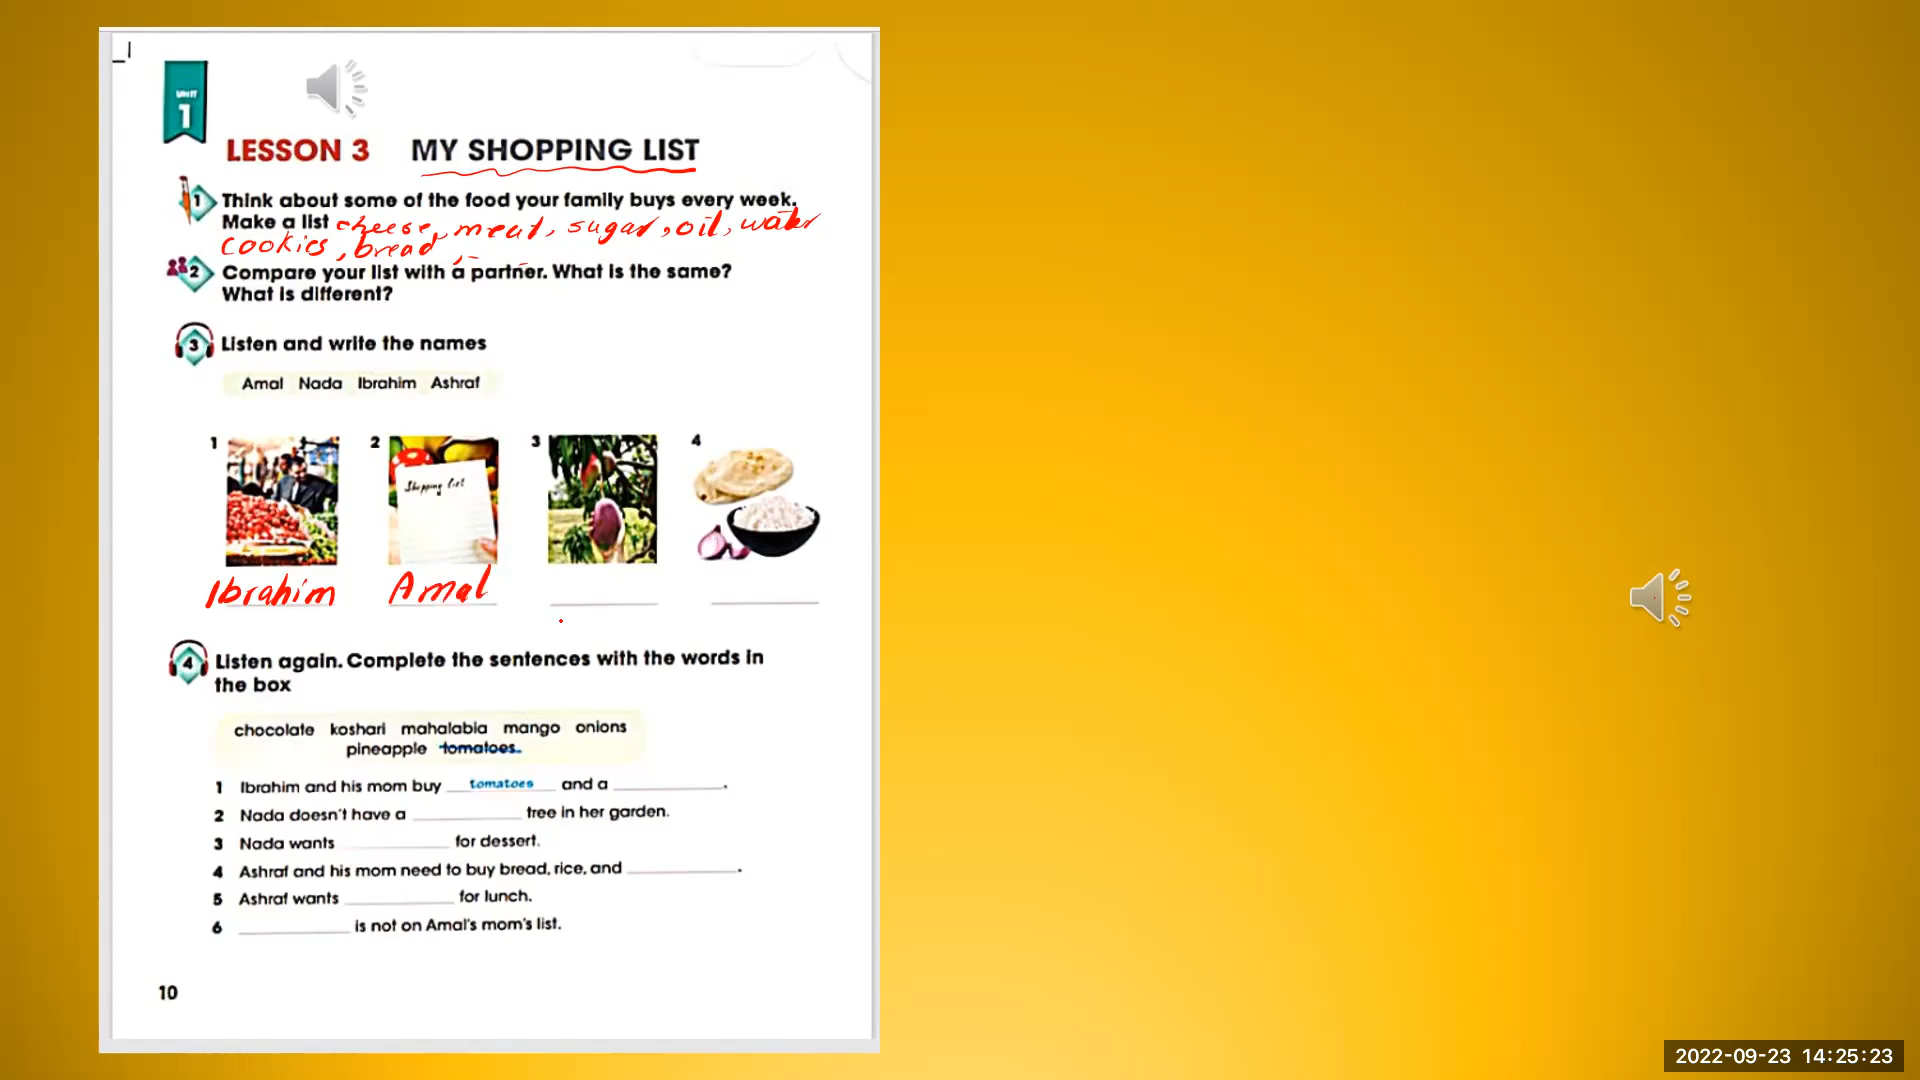 UNIT
1
LESSON 3 MY SHOPPING LIST
1 Think about some of the food your family buys every week.
Make a list cheese, meat, sugar, oil, water
cookies, bread,
2 Compare your list with a partner. What is the same?
What is different?
3 Listen and write the names
Amal Nada Ibrahim Ashraf
1 2 3 4
Shopping list
Ibrahim Amal
4 Listen again. Complete the sentences with the words in
the box
chocolate koshari mahalabia mango onions
pineapple tomatoes
1 Ibrahim and his mom buy tomatoes and a ____.
2 Nada doesn't have a ____ tree in her garden.
3 Nada wants ____ for dessert.
4 Ashraf and his mom need to buy bread, rice, and ____.
5 Ashraf wants ____ for lunch.
6 ____ is not on Amal's mom's list.
10
2022-09-23 14:25:23